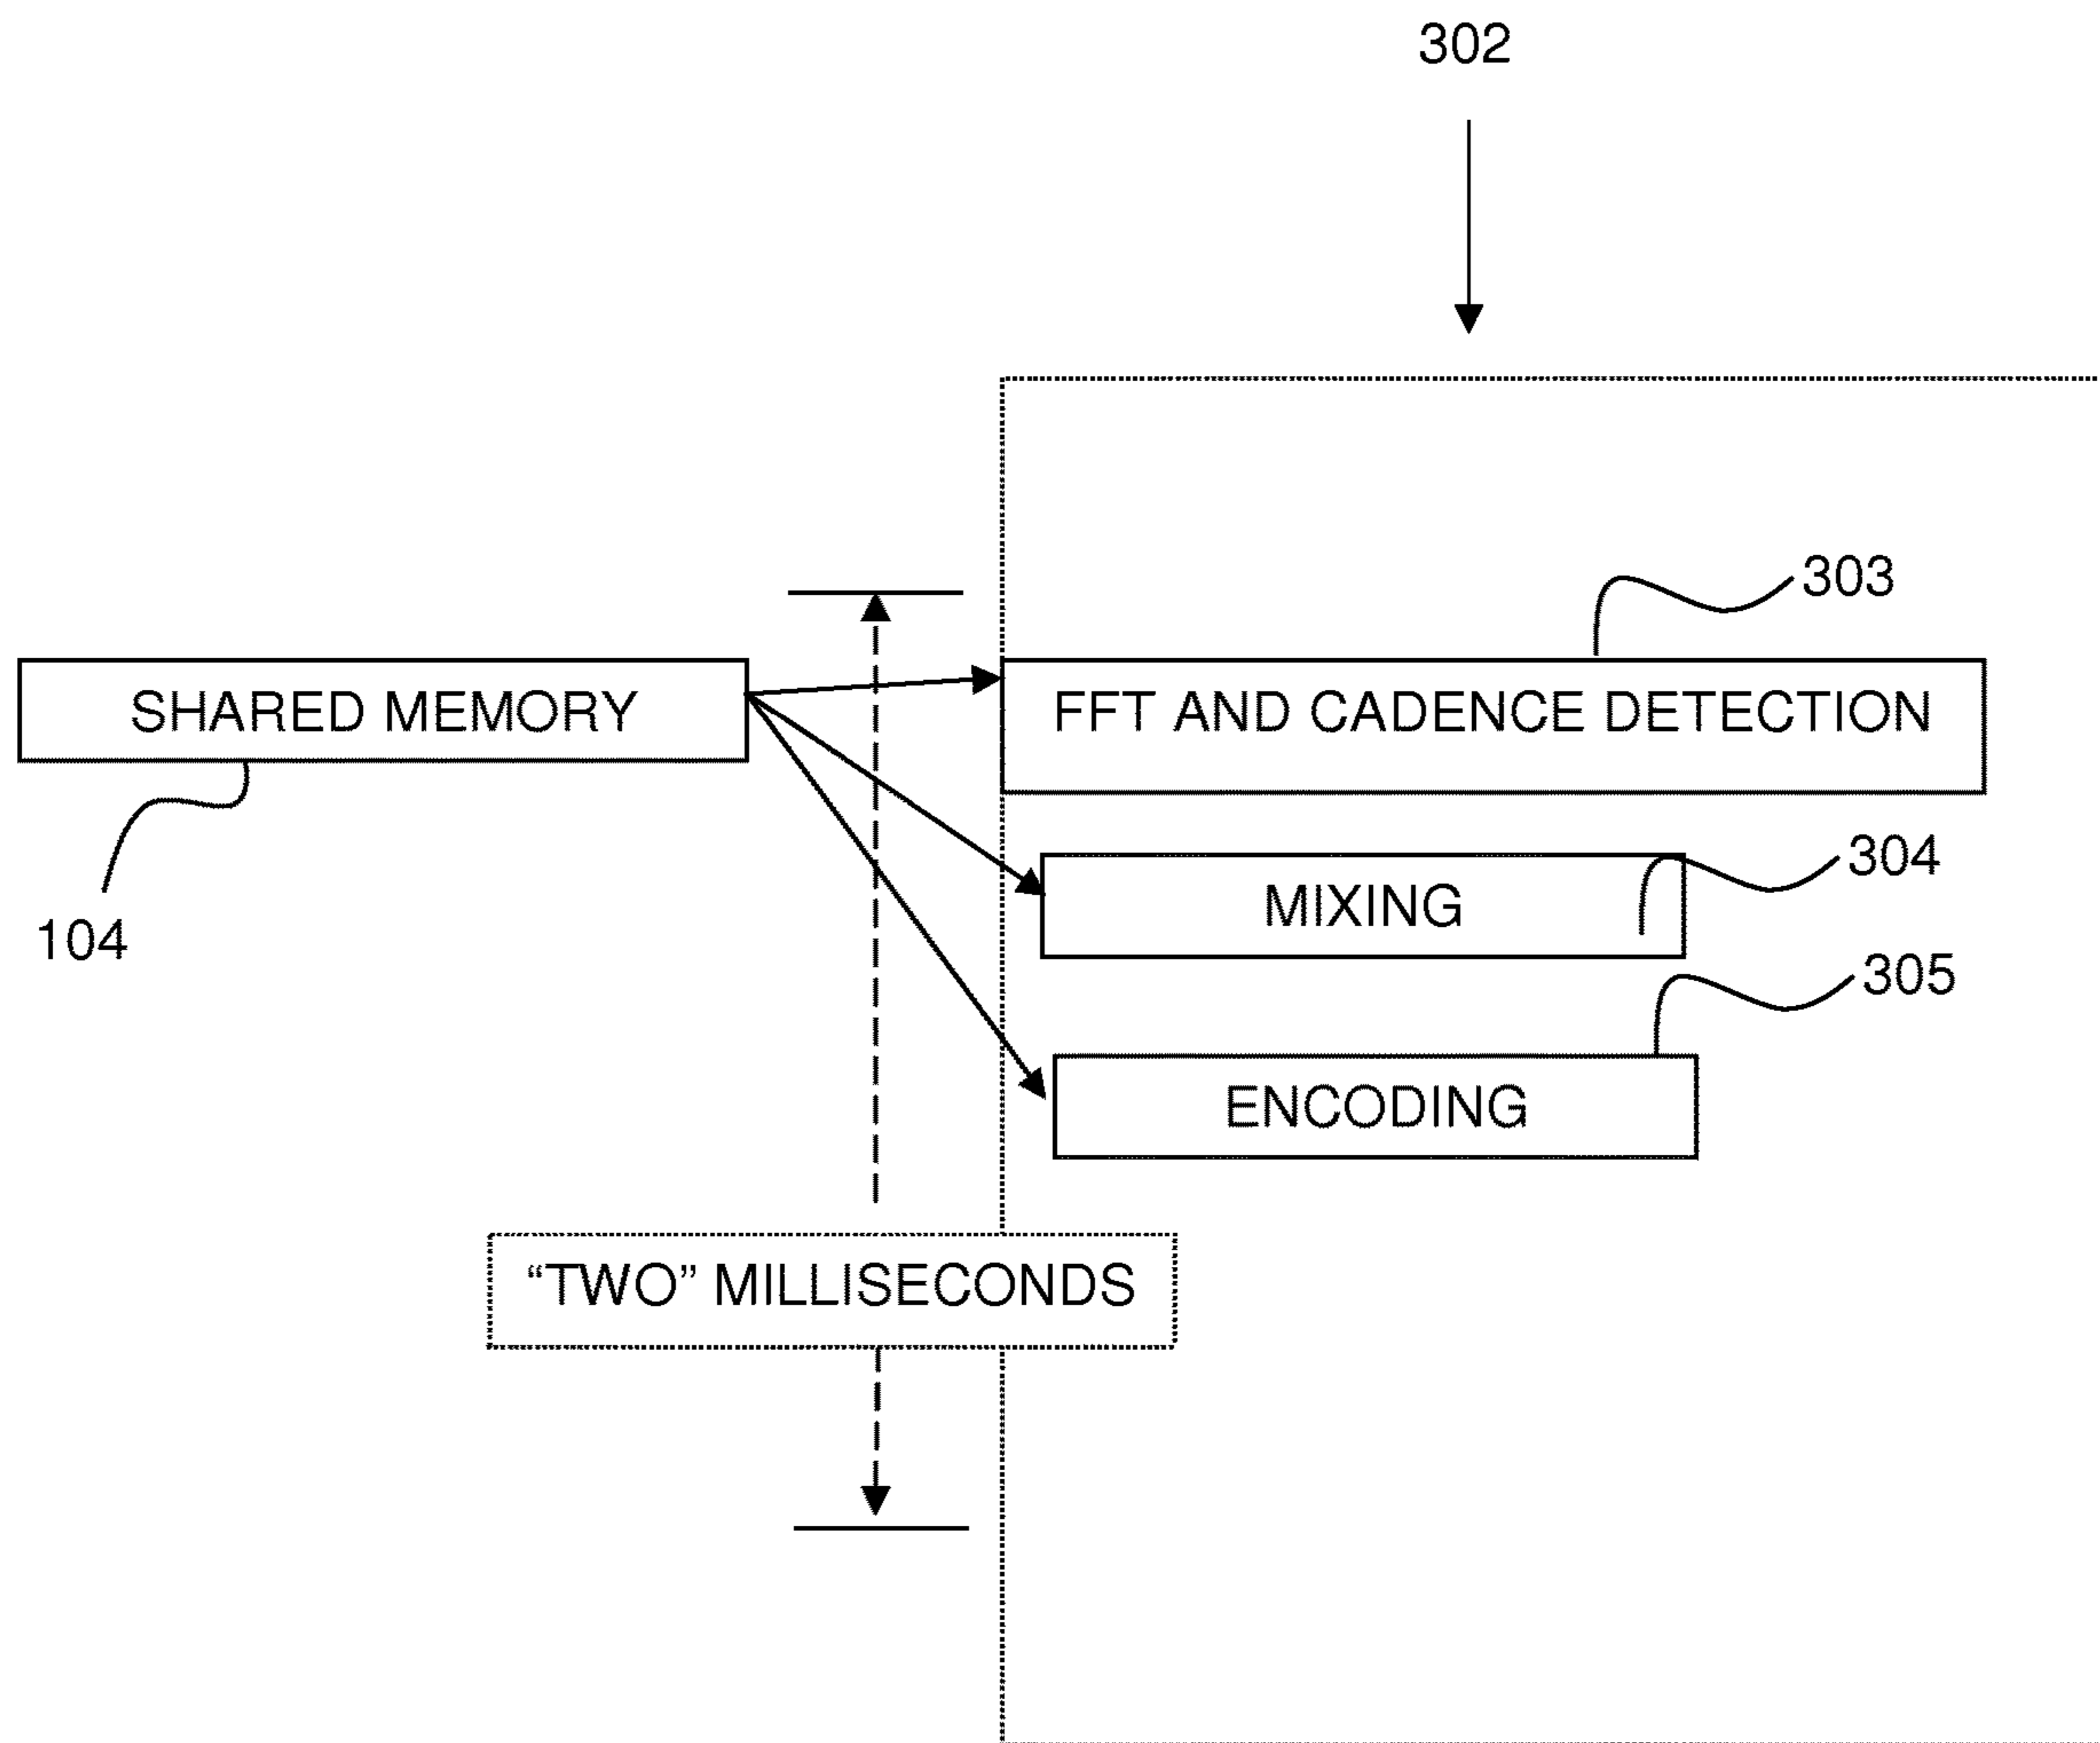 302
303
SHARED MEMORY
FFT AND CADENCE DETECTION
304
MIXING
104
305
ENCODING
“TWO” MILLISECONDS